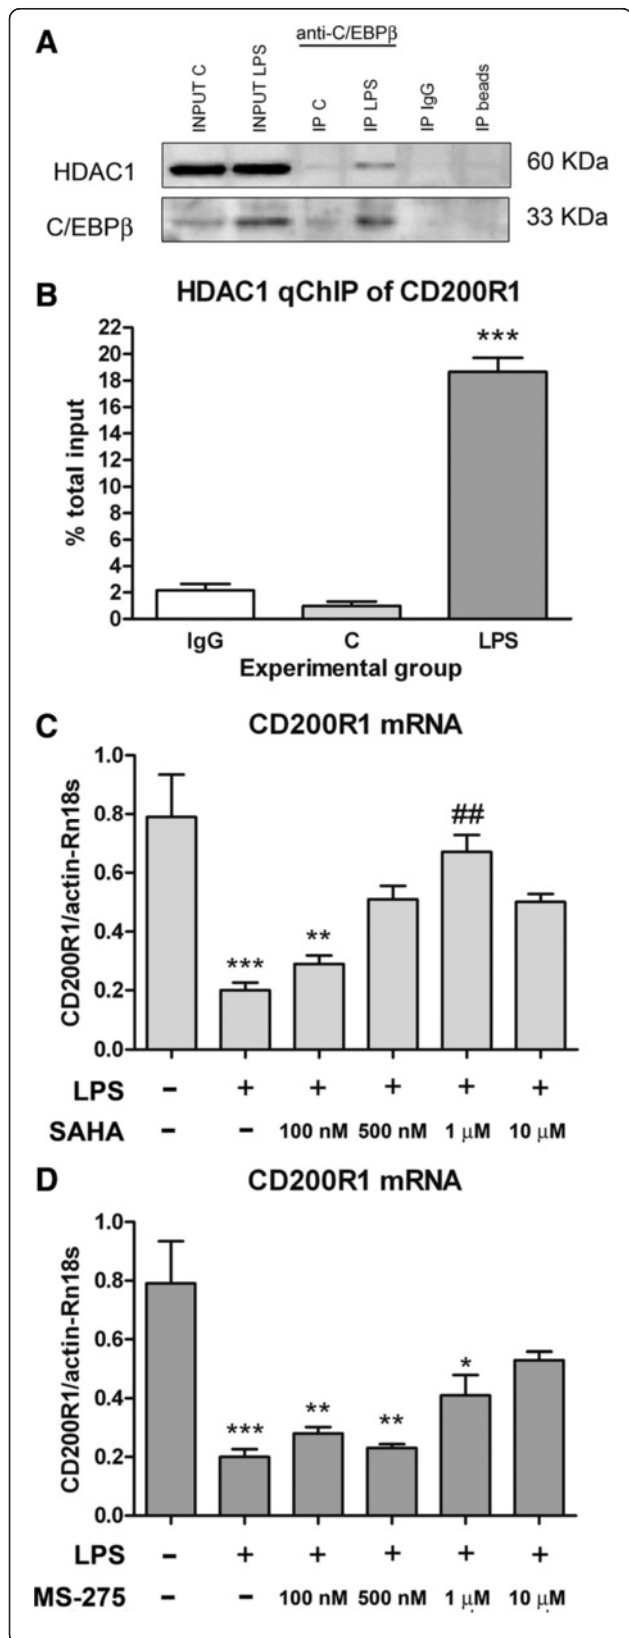 A
anti-C/EBPβ
INPUT C
INPUT LPS
IP C
IP LPS
IP IgG
IP beads
HDAC1
60 KDa
C/EBPβ
33 KDa
B
HDAC1 qChIP of CD200R1
% total input
22
20
18
16
14
12
10
8
6
4
2
0
***
IgG
C
LPS
Experimental group
C
CD200R1 mRNA
CD200R1/actin-Rn18s
1.0
0.8
0.6
0.4
0.2
0.0
***
**
##
LPS
– + + + + +
SAHA
– – 100 nM 500 nM 1 μM 10 μM
D
CD200R1 mRNA
CD200R1/actin-Rn18s
1.0
0.8
0.6
0.4
0.2
0.0
***
**
**
*
LPS
– + + + + +
MS-275
– – 100 nM 500 nM 1 μM 10 μM